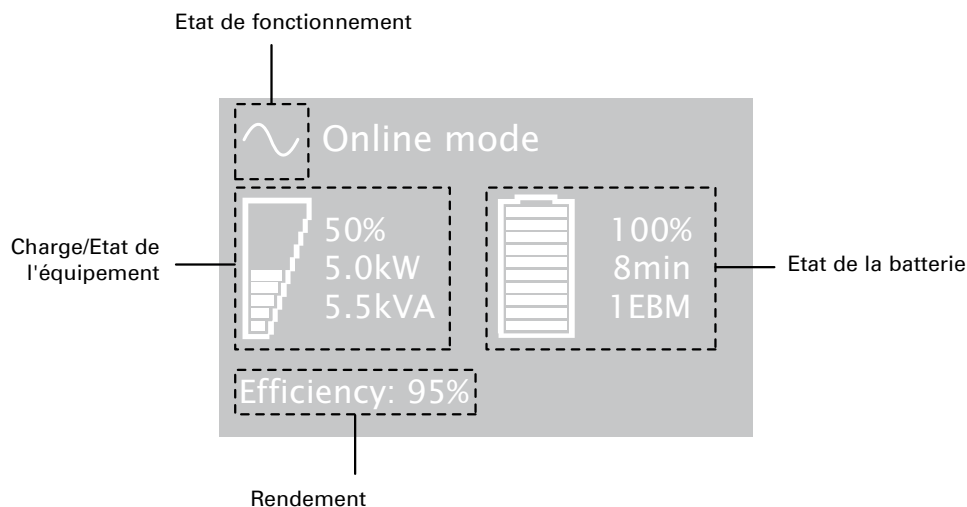 Etat de fonctionnement
Online mode
Charge/Etat de
l'équipement
50%
5.0kW
5.5kVA
100%
8min
1EBM
Etat de la batterie
Efficiency: 95%
Rendement